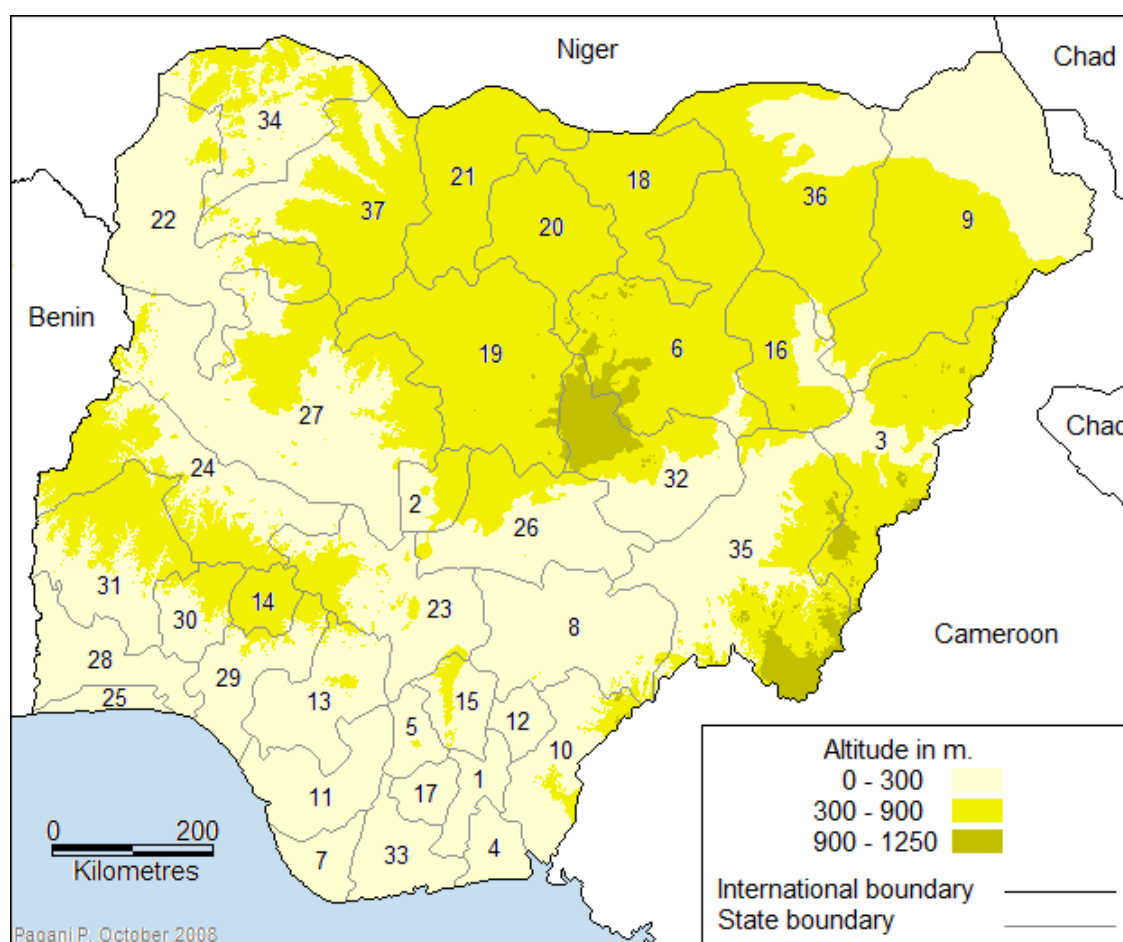 Niger
Chad
34
21
18
36
22
37
20
9
Benin
19
6
16
27
Chad
24
3
32
2
26
35
31
14
23
30
8
Cameroon
28
29
25
13
15
5
12
10
Altitude in m.
0 - 300
1
17
11
300 - 900
0 200
900 - 1250
7
33
4
Kilometres
International boundary
State boundary
Pagani P. October 2008